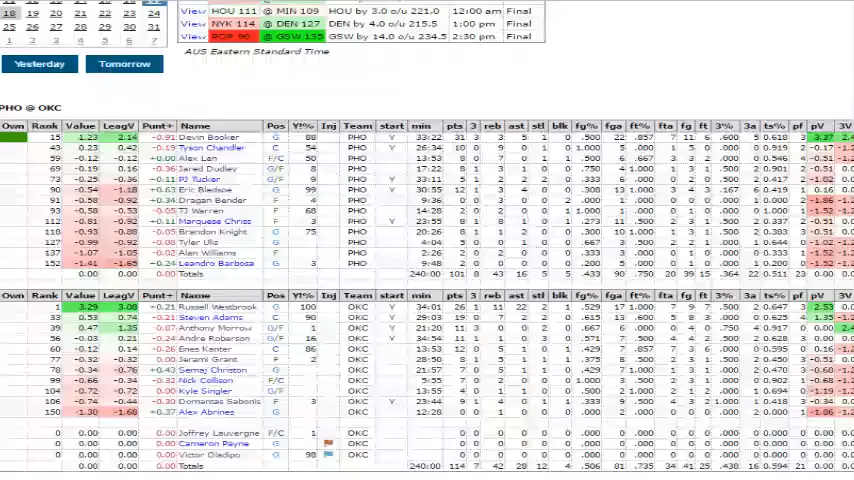 18 19 20 21 22 23 24
25 26 27 28 29 30 31
1 2 3 4 5 6 7
View HOU 111 @ MIN 109 HOU by 3.0 o/u 221.0 12:00 am Final
View NYK 114 @ DEN 127 DEN by 4.0 o/u 215.5 1:00 pm Final
View POR 90 @ GSW 135 GSW by 14.0 o/u 234.5 2:30 pm Final
AUS Eastern Standard Time
Yesterday Tomorrow
PHO @ OKC
Own Rank Value LeagV Punt+ Name Pos Y!% Inj Team start min pts 3 reb ast stl blk fg% fga ft% fta fg ft 3% 3a ts% pf pV 3V
15 1.23 2.14 -0.91 Devin Booker G 88 PHO Y 33:22 31 3 3 5 1 0 .500 22 .857 7 11 6 .300 10 0.618 3 3.37
43 0.23 0.42 -0.19 Tyson Chandler C 54 PHO Y 26:34 10 0 9 0 1 0 1.000 5 .000 0 5 0 .000 0 0.919 2 -0.17
59 -0.12 -0.12 +0.00 Alex Len F/C 50 PHO 13:53 8 0 7 0 1 1 .500 6 .667 3 3 2 .000 0 0.546 4 -0.51
69 -0.19 0.16 -0.36 Jared Dudley G/F 8 PHO 17:22 8 1 3 1 0 0 .750 4 1.000 1 3 1 .500 2 0.901 2 -0.51
73 -0.25 -0.36 +0.11 PJ Tucker G/F 9 PHO Y 33:11 5 1 2 2 2 0 .333 6 .000 0 2 0 .500 2 0.417 2 -1.02
90 -0.54 -1.18 +0.63 Eric Bledsoe G 99 PHO Y 30:55 12 1 3 4 0 0 .308 13 1.000 3 4 3 .167 6 0.419 1 0.16
91 -0.58 -0.92 +0.34 Dragan Bender F 4 PHO 9:36 0 0 3 0 0 2 .000 1 .000 0 0 0 .000 1 0.000 2 -1.86
93 -0.58 -0.53 -0.05 TJ Warren F 68 PHO 14:28 2 0 2 0 0 1 1.000 1 .000 0 1 0 .000 0 1.000 0 -1.52
112 -0.81 -0.92 +0.11 Marquese Chriss F 3 PHO Y 23:55 8 1 8 1 0 1 .273 11 .500 2 3 1 .500 2 0.337 2 -0.51
118 -0.93 -0.88 -0.05 Brandon Knight G 75 PHO 20:26 8 1 1 2 0 0 .300 10 1.000 1 3 1 .500 2 0.383 2 -0.51
127 -0.99 -0.92 -0.08 Tyler Ulis G PHO 4:04 5 0 0 1 0 0 .667 3 .500 2 2 1 .000 1 0.644 0 -1.02
137 -1.07 -1.05 -0.02 Alan Williams F PHO 2:26 4 0 2 0 0 0 .500 2 1.000 2 1 2 .000 0 0.694 2
152 -1.41 -1.65 +0.24 Leandro Barbosa G 3 PHO 9:48 2 0 0 0 0 0 .200 5 .000 0 1 0 .000 1 0.200 1
0.00 0.00 0.00 Totals 240:00 101 8 43 16 5 5 .433 90 .750 20 39 15 .364 22 0.511 23
Own Rank Value LeagV Punt+ Name Pos Y!% Inj Team start min pts 3 reb ast stl blk fg% fga ft% fta fg ft 3% 3a ts% pf pV 3V
1 3.29 3.08 +0.21 Russell Westbrook G 100 OKC Y 34:01 26 1 11 22 2 1 .529 17 1.000 7 9 7 .500 2 0.647 3 2.53
33 0.53 0.74 -0.21 Steven Adams C 90 OKC Y 29:03 19 0 7 2 2 0 .615 13 .600 5 8 3 .000 0 0.625 4 1.35
39 0.47 1.35 -0.87 Anthony Morrow G/F 1 OKC 21:20 11 3 0 0 2 0 .667 6 .000 0 4 0 .750 4 0.917 0 0.00
56 -0.03 0.21 -0.24 Andre Roberson G/F 16 OKC Y 34:54 11 1 1 0 3 0 .571 7 .500 4 4 2 .500 2 0.628 3
60 -0.12 0.14 -0.26 Enes Kanter C 86 OKC 13:53 12 0 5 1 0 1 .429 7 .857 7 3 6 .000 0 0.595 0 0.16
77 -0.32 -0.32 -0.00 Jerami Grant F 2 OKC 28:50 8 1 5 1 1 1 .375 8 .500 2 3 1 .500 2 0.450 3 -0.51
78 -0.34 -0.76 +0.43 Semaj Christon G OKC 21:57 7 0 5 1 1 0 .429 7 .500 2 3 1 .000 2 0.470 3 -0.68
99 -0.66 -0.34 -0.32 Nick Collison F/C OKC 5:55 7 0 2 0 0 0 1.000 3 .500 2 3 1 .000 0 0.902 0 -0.68
104 -0.72 -0.72 -0.00 Kyle Singler G/F OKC 13:55 4 0 1 0 1 0 .500 2 1.000 2 1 2 .000 1 0.694 1 -1.19
106 -0.74 -0.44 -0.30 Domantas Sabonis F 3 OKC Y 23:44 9 1 4 1 0 1 .333 9 .500 4 3 2 1.000 1 0.418 3 -0.34
150 -1.30 -1.68 +0.37 Alex Abrines G OKC 12:28 0 0 1 0 0 0 .000 2 .000 0 0 0 .000 2 0.000 1 -1.86
0 0.00 0.00 0.00 Joffrey Lauvergne F/C 1 OKC 0 0 0 0 0 0 .000 0 .000 0 0 0 .000 0 0.000 0
0 0.00 0.00 0.00 Cameron Payne G OKC 0 0 0 0 0 0 .000 0 .000 0 0 0 .000 0 0.000 0
0 0.00 0.00 0.00 Victor Oladipo G 98 OKC 0 0 0 0 0 0 .000 0 .000 0 0 0 .000 0 0.000 0
0.00 0.00 0.00 Totals 240:00 114 7 42 28 12 4 .506 81 .735 34 41 25 .438 16 0.594 21